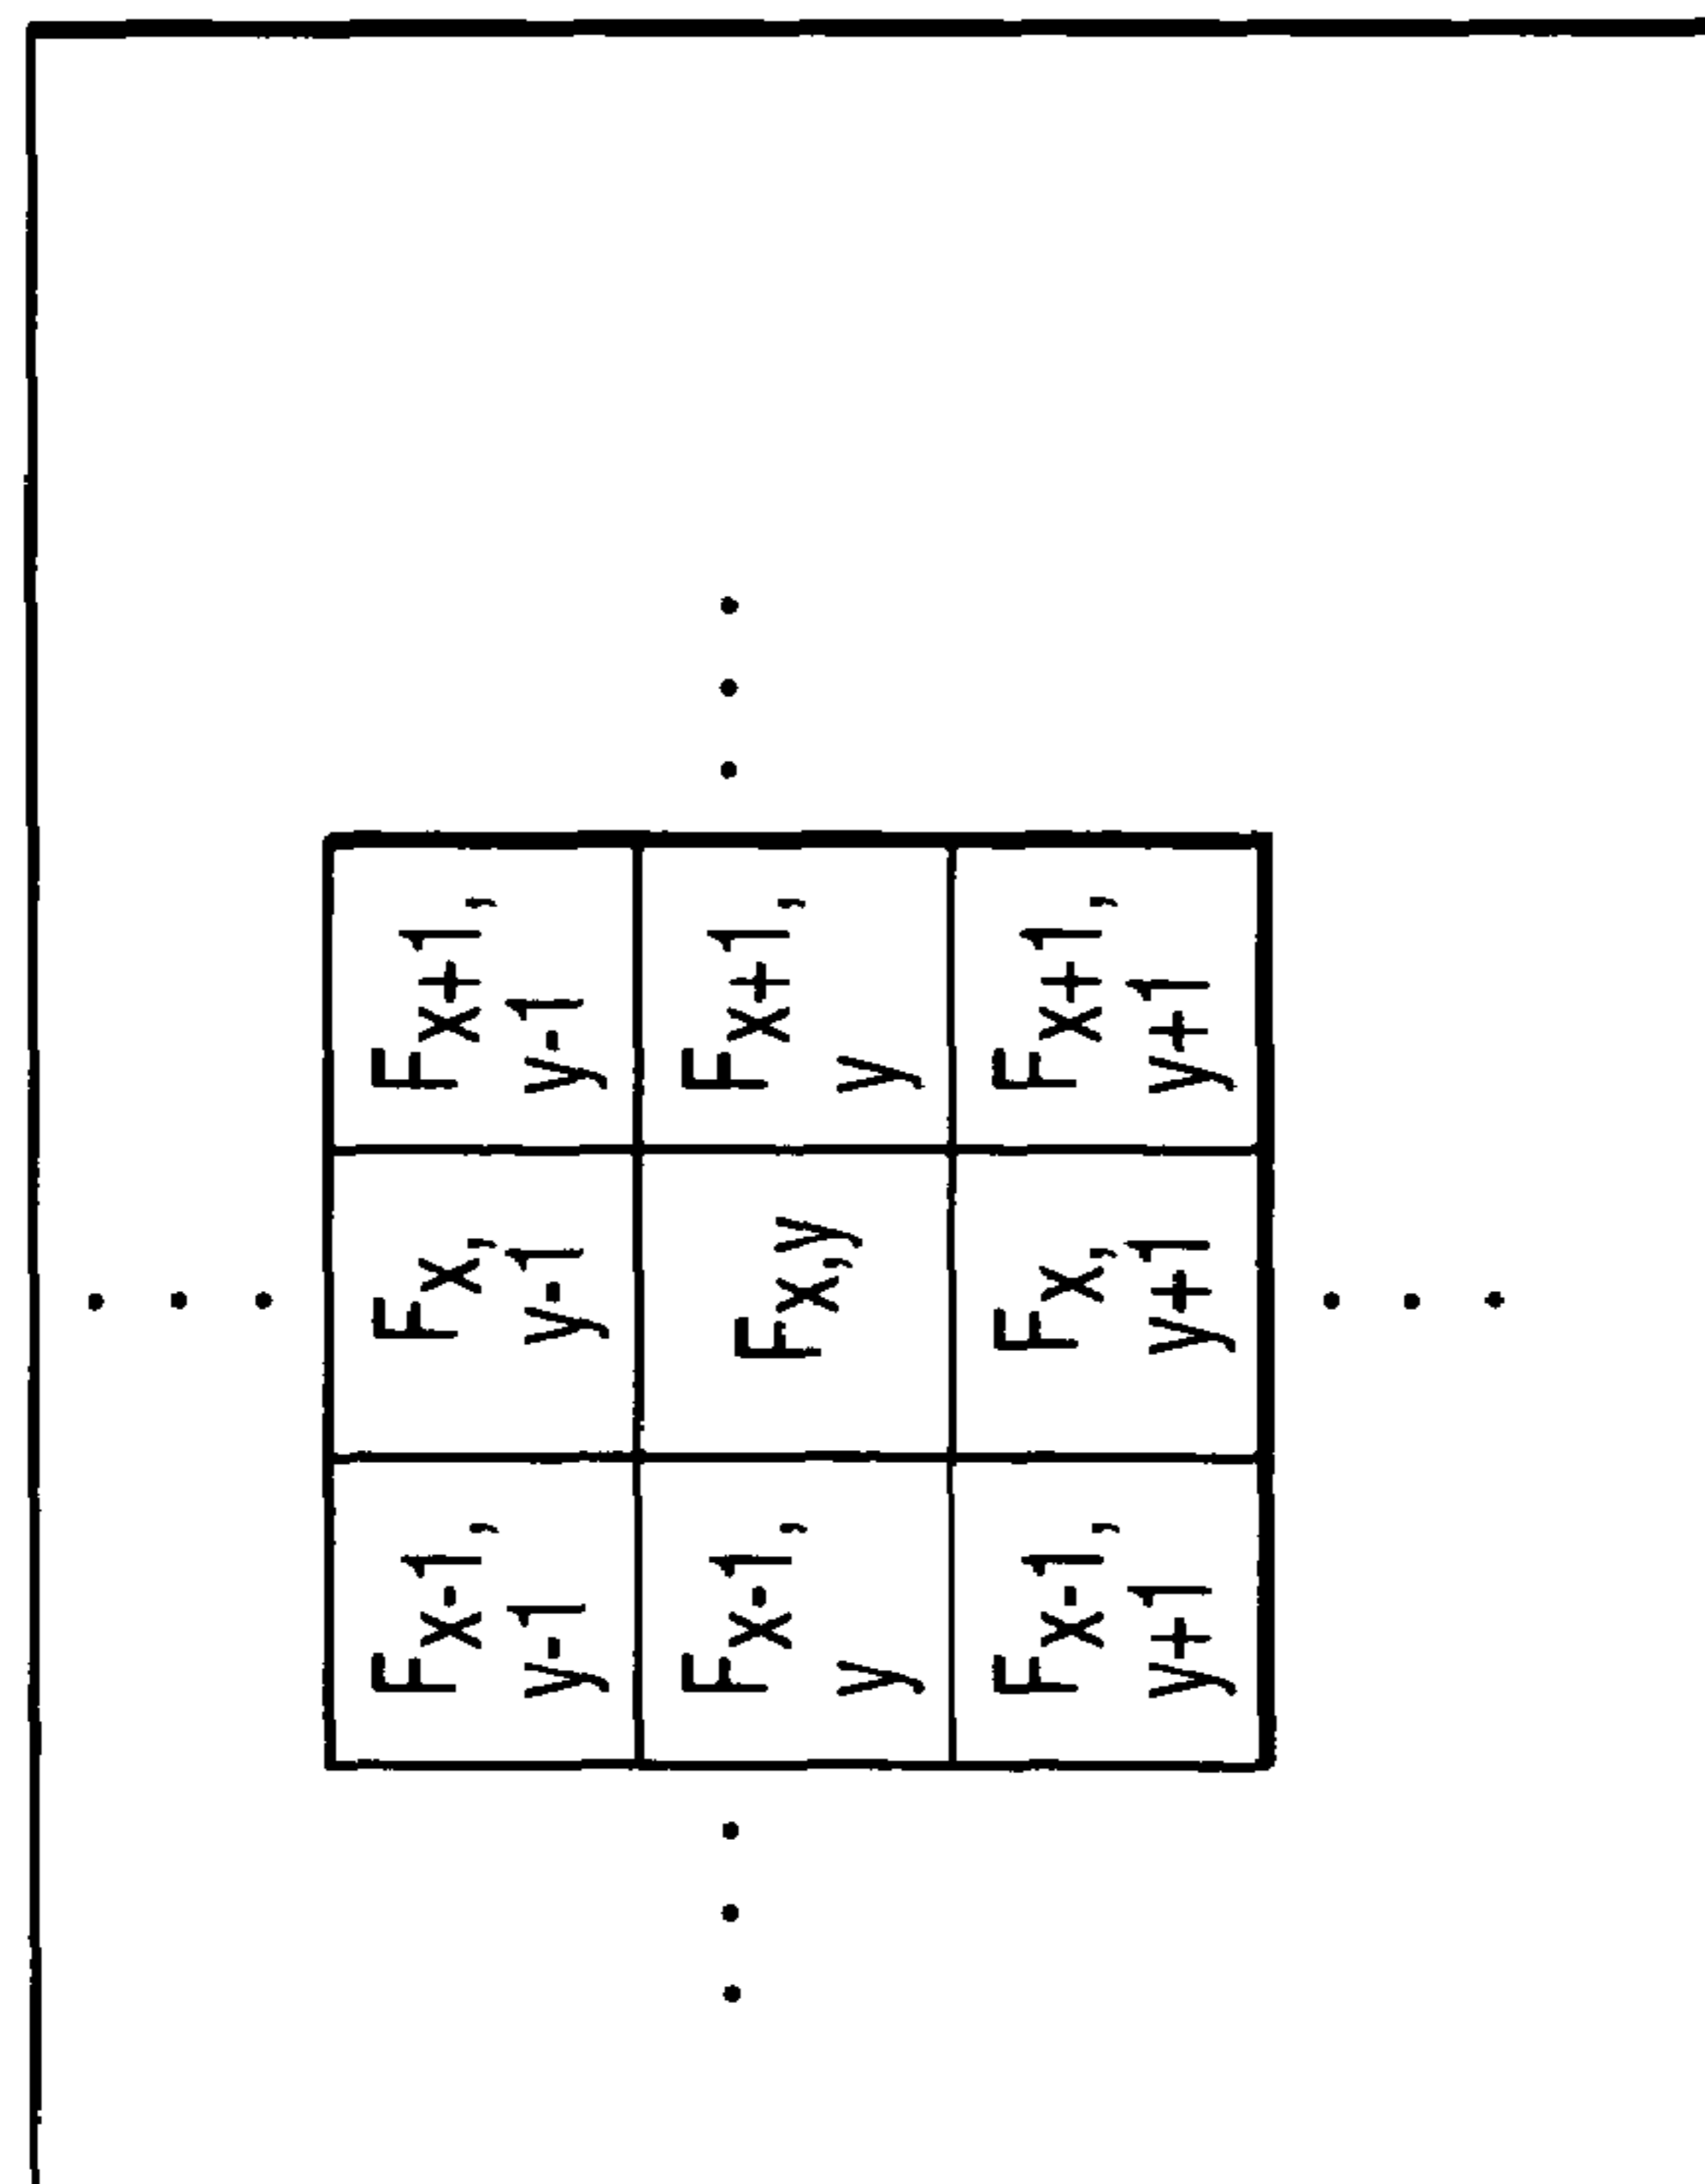 Fx-1,
y-1
Fx,
y-1
Fx+1,
y-1
Fx-1,
y
Fx,y
Fx+1,
y
Fx-1,
y+1
Fx,
y+1
Fx+1,
y+1